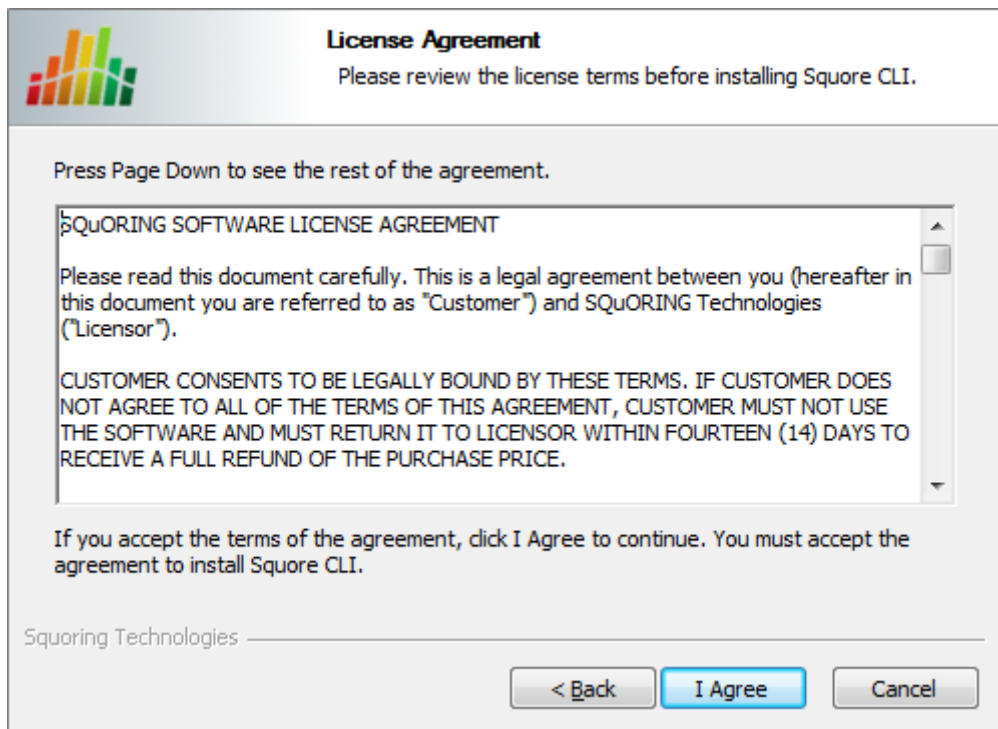 License Agreement
Please review the license terms before installing Squore CLI.
Press Page Down to see the rest of the agreement.
SQuORING SOFTWARE LICENSE AGREEMENT
Please read this document carefully. This is a legal agreement between you (hereafter in
this document you are referred to as "Customer") and SQuORING Technologies
("Licensor").
CUSTOMER CONSENTS TO BE LEGALLY BOUND BY THESE TERMS. IF CUSTOMER DOES
NOT AGREE TO ALL OF THE TERMS OF THIS AGREEMENT, CUSTOMER MUST NOT USE
THE SOFTWARE AND MUST RETURN IT TO LICENSOR WITHIN FOURTEEN (14) DAYS TO
RECEIVE A FULL REFUND OF THE PURCHASE PRICE.
If you accept the terms of the agreement, click I Agree to continue. You must accept the
agreement to install Squore CLI.
Squoring Technologies
< Back
I Agree
Cancel